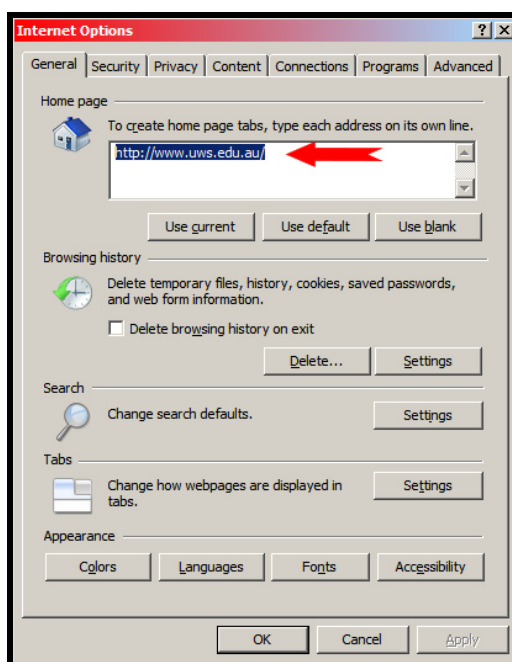 Internet Options
General Security Privacy Content Connections Programs Advanced
Home page
To create home page tabs, type each address on its own line.
http://www.uws.edu.au/
Use current Use default Use blank
Browsing history
Delete temporary files, history, cookies, saved passwords,
and web form information.
Delete browsing history on exit
Delete... Settings
Search
Change search defaults. Settings
Tabs
Change how webpages are displayed in Settings
tabs.
Appearance
Colors Languages Fonts Accessibility
OK Cancel Apply